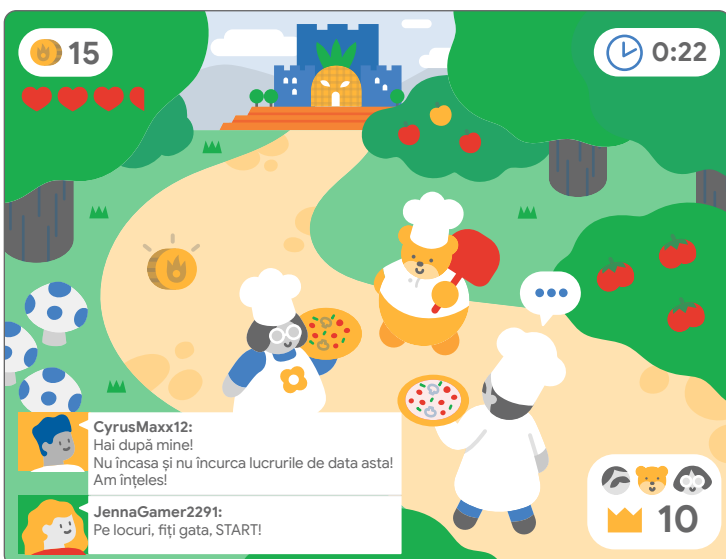 15
0:22
CyrusMaxx12:
Hai după mine!
Nu încasa și nu încurca lucrurile de data asta!
Am înțeles!
JennaGamer2291:
Pe locuri, fiți gata, START!
10